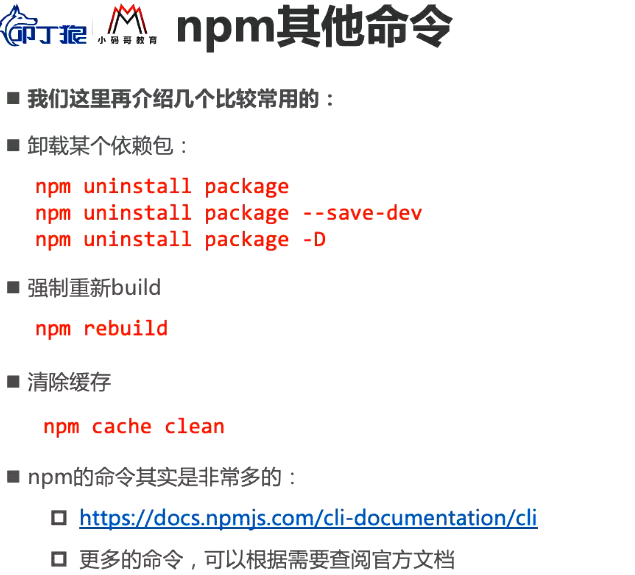 叩丁狼 小码哥教育 npm其他命令
我们这里再介绍几个比较常用的：
卸载某个依赖包：
npm uninstall package
npm uninstall package --save-dev
npm uninstall package -D
强制重新build
npm rebuild
清除缓存
npm cache clean
npm的命令其实是非常多的：
https://docs.npmjs.com/cli-documentation/cli
更多的命令，可以根据需要查阅官方文档